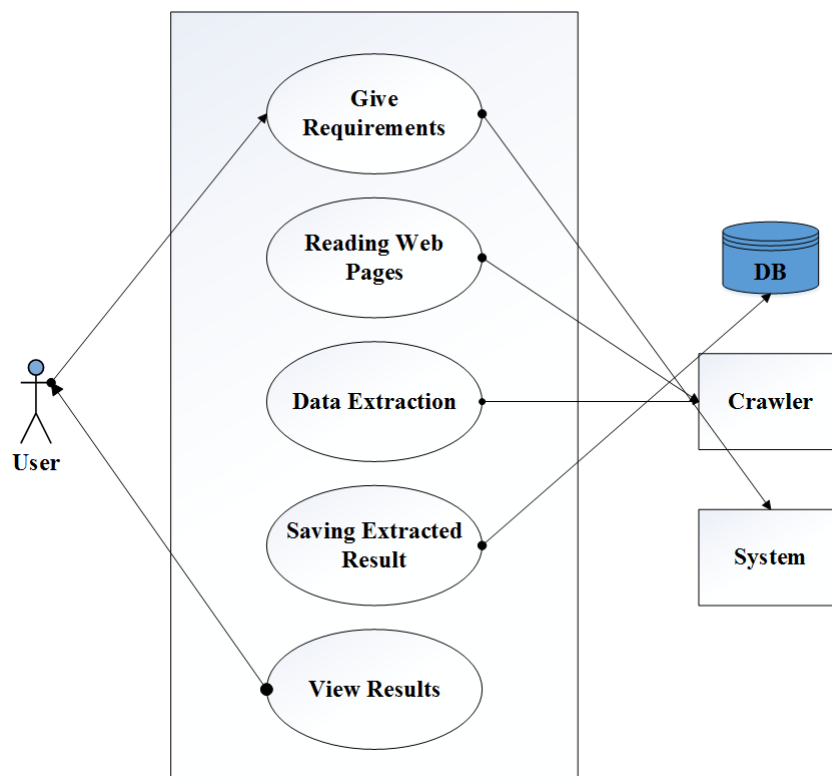 Give
Requirements
Reading Web
Pages
DB
Data Extraction
Crawler
User
Saving Extracted
Result
System
View Results